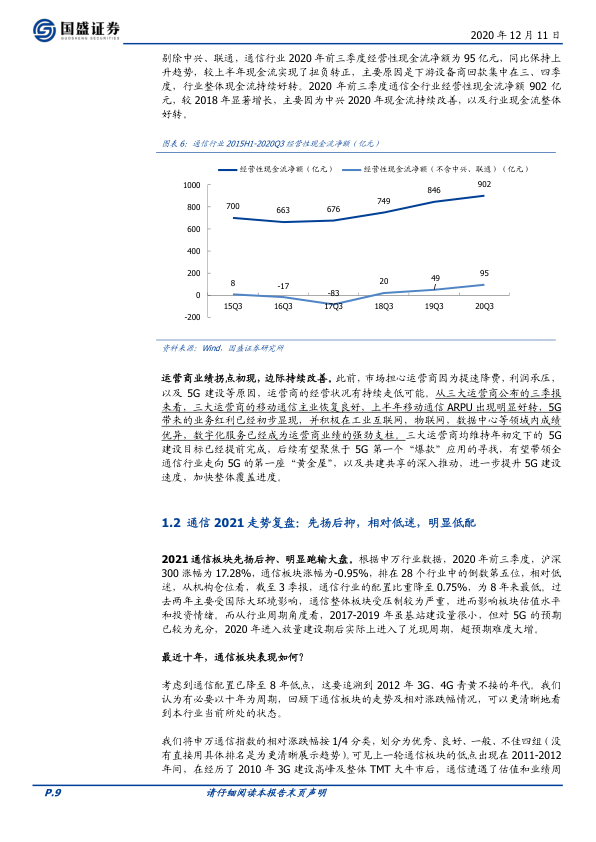 国盛证券
GUOSHENG SECURITIES
2020 年 12 月 11 日
剔除中兴、联通，通信行业 2020 年前三季度经营性现金流净额为 95 亿元，同比保持上
升趋势，较上半年现金流实现了担负转正，主要原因是下游设备商回款集中在三、四季
度，行业整体现金流持续好转。2020 年前三季度通信全行业经营性现金流净额 902 亿
元，较 2018 年显著增长，主要因为中兴 2020 年现金流持续改善，以及行业现金流整体
好转。
图表 6：通信行业 2015H1-2020Q3 经营性现金流净额（亿元）
经营性现金流净额（亿元） 经营性现金流净额（不含中兴、联通）（亿元）
1000
800
600
400
200
0
-200
700 663 676 749 846 902
8 -17 -83 20 49 95
15Q3 16Q3 17Q3 18Q3 19Q3 20Q3
资料来源：Wind，国盛证券研究所
运营商业绩拐点初现，边际持续改善。此前，市场担心运营商因为提速降费，利润承压，
以及 5G 建设等原因，运营商的经营状况有持续走低可能。从三大运营商公布的三季报
来看，三大运营商的移动通信主业恢复良好，上半年移动通信 ARPU 出现明显好转，5G
带来的业务红利已经初步显现，并积极在工业互联网、物联网、数据中心等领域内成绩
优异，数字化服务已经成为运营商业绩的强劲支柱。三大运营商均维持年初定下的 5G
建设目标已经提前完成，后续有望聚焦于 5G 第一个“爆款”应用的寻找，有望带领全
通信行业走向 5G 的第一座“黄金屋”，以及共建共享的深入推动，进一步提升 5G 建设
速度，加快整体覆盖进度。
1.2 通信 2021 走势复盘：先扬后抑，相对低迷，明显低配
2021 通信板块先扬后抑、明显跑输大盘。根据申万行业数据，2020 年前三季度，沪深
300 涨幅为 17.28%，通信板块涨幅为-0.95%，排在 28 个行业中的倒数第五位，相对低
迷，从机构仓位看，截至 3 季报，通信行业的配置比重降至 0.75%，为 8 年来最低。过
去两年主要受国际大环境影响，通信整体板块受压制较为严重，进而影响板块估值水平
和投资情绪。而从行业周期角度看，2017-2019 年虽基站建设量很小，但对 5G 的预期
已较为充分，2020 年进入放量建设期后实际上进入了兑现周期，超预期难度大增。
最近十年，通信板块表现如何？
考虑到通信配置已降至 8 年低点，这要追溯到 2012 年 3G、4G 青黄不接的年代。我们
认为有必要以十年为周期，回顾下通信板块的走势及相对涨跌幅情况，可以更清晰地看
到本行业当前所处的状态。
我们将申万通信指数的相对涨跌幅按 1/4 分类，划分为优秀、良好、一般、不佳四组（没
有直接用具体排名是为更清晰展示趋势）。可见上一轮通信板块的低点出现在 2011-2012
年间，在经历了 2010 年 3G 建设高峰及整体 TMT 大牛市后，通信遭遇了估值和业绩周
P.9
请仔细阅读本报告末页声明